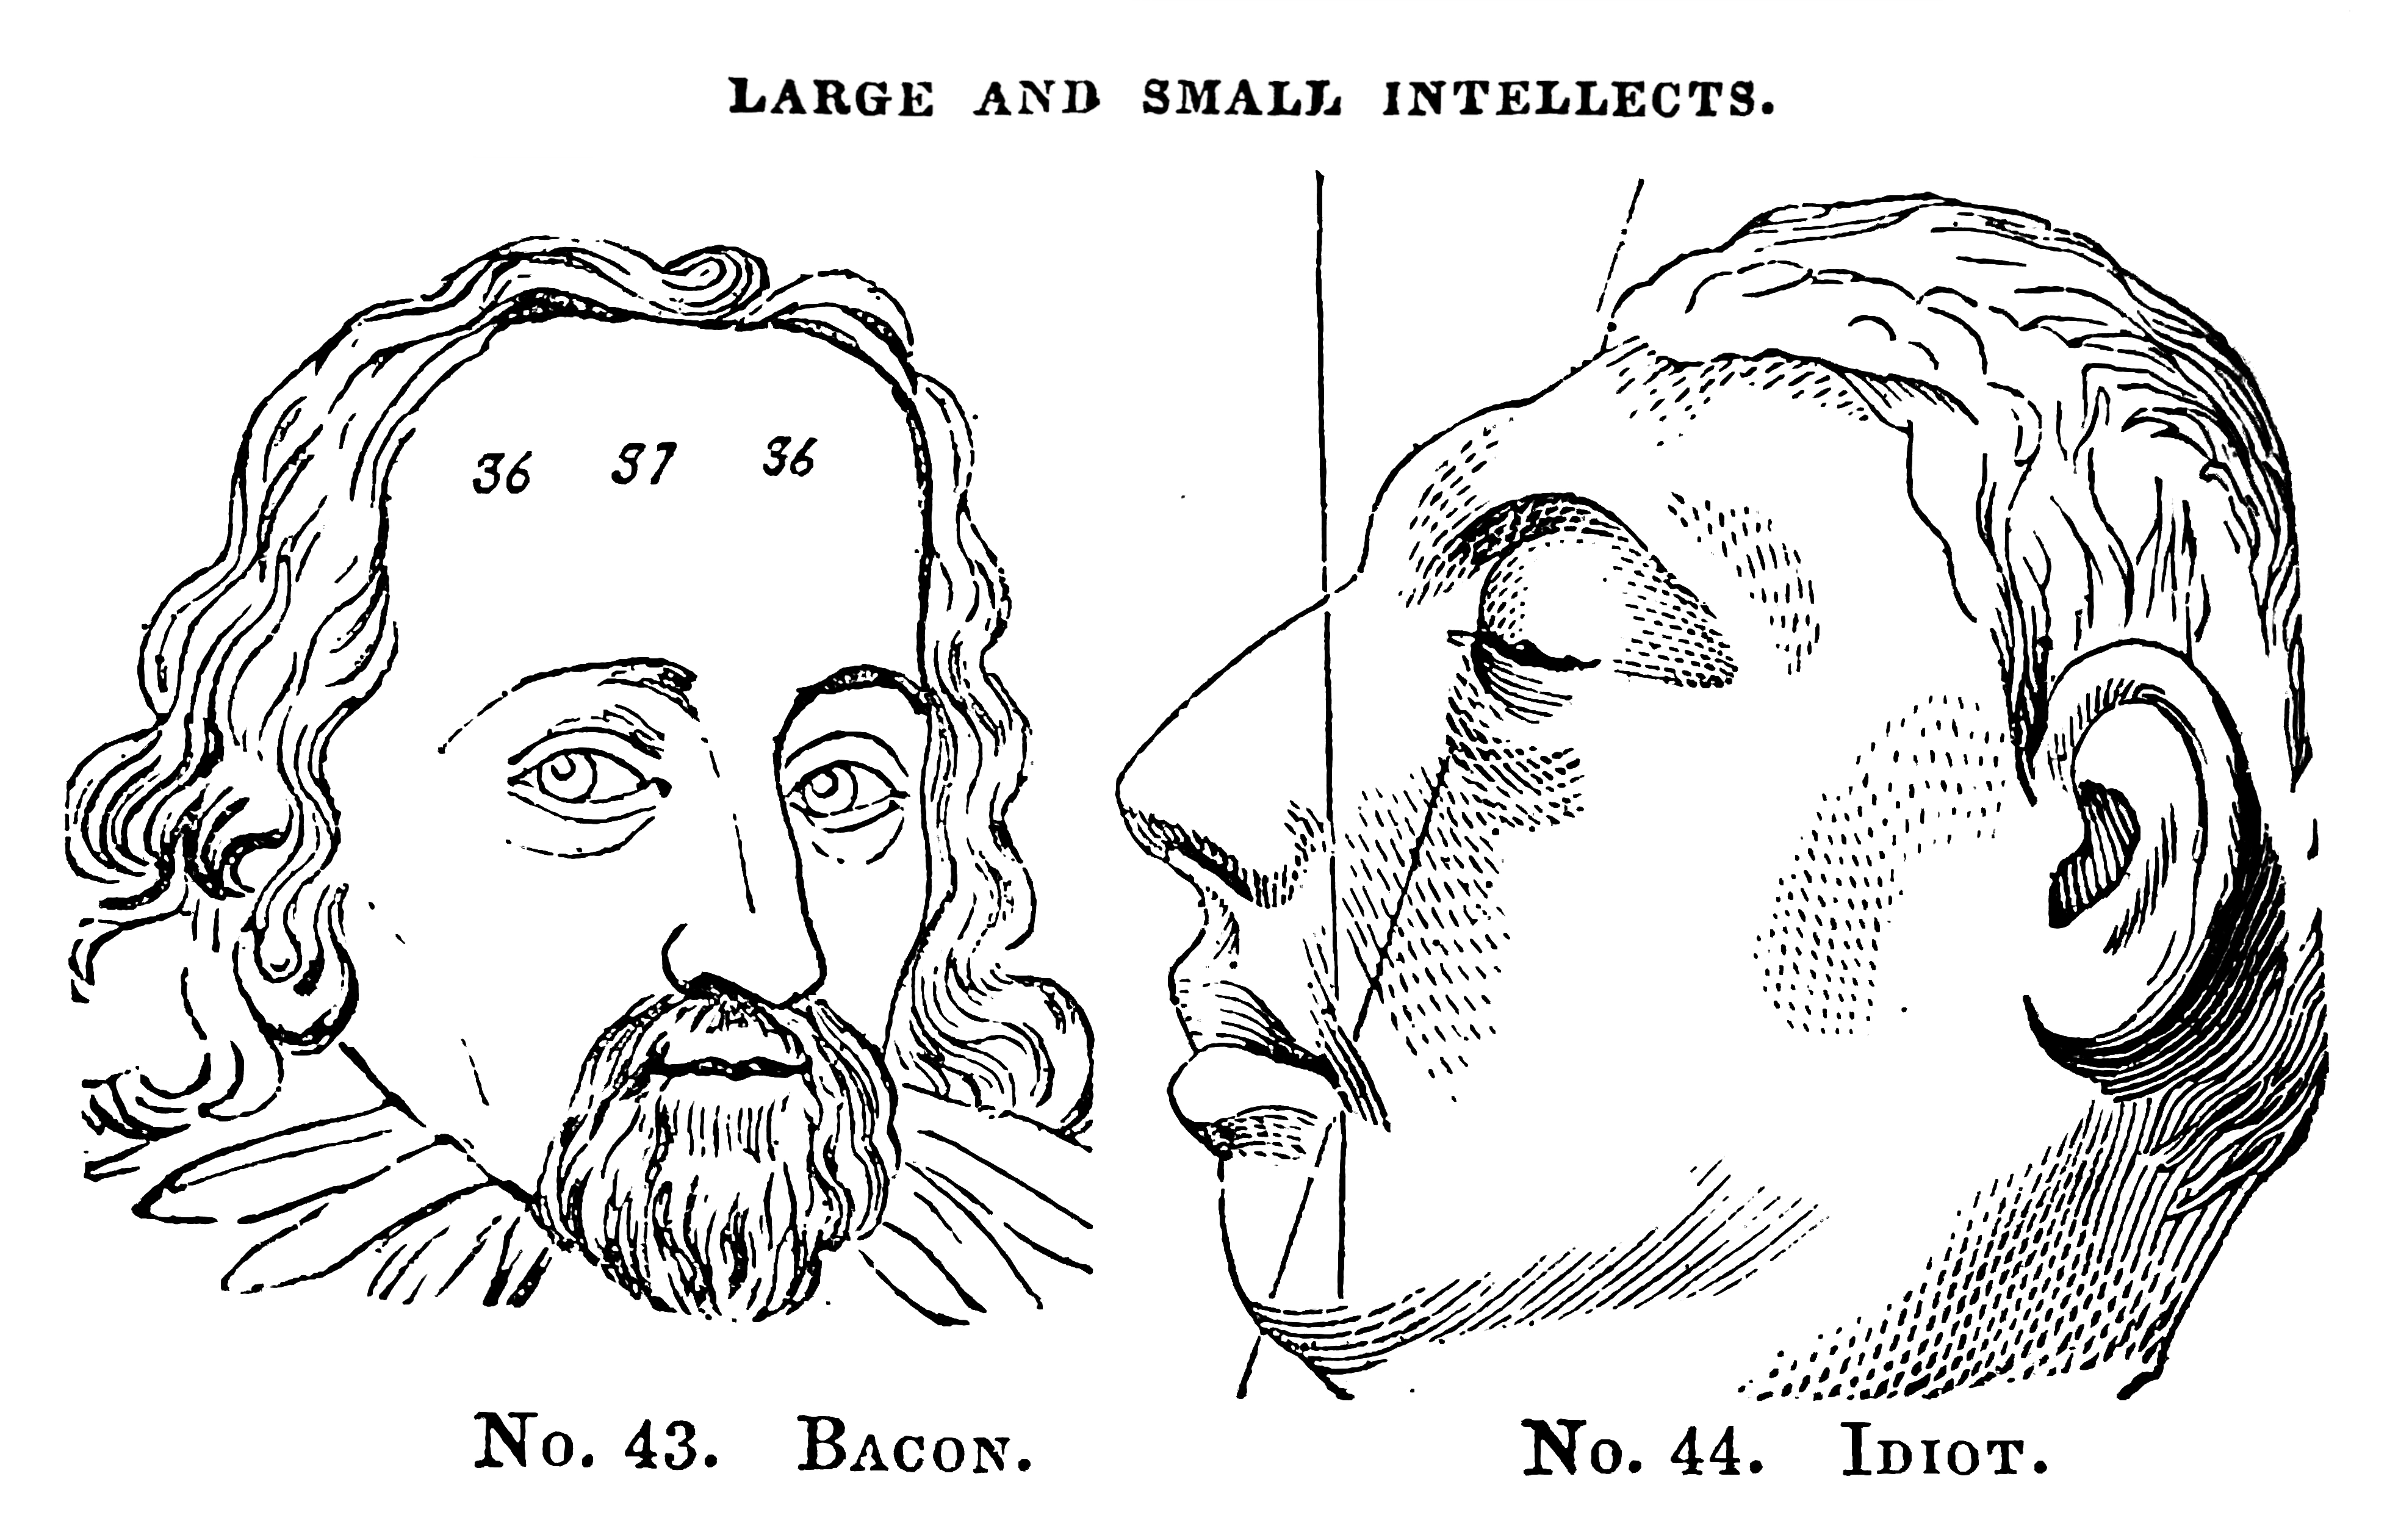 LARGE AND SMALL INTELLECTS.
36 37 36
No. 43. BACON.
No. 44. IDIOT.